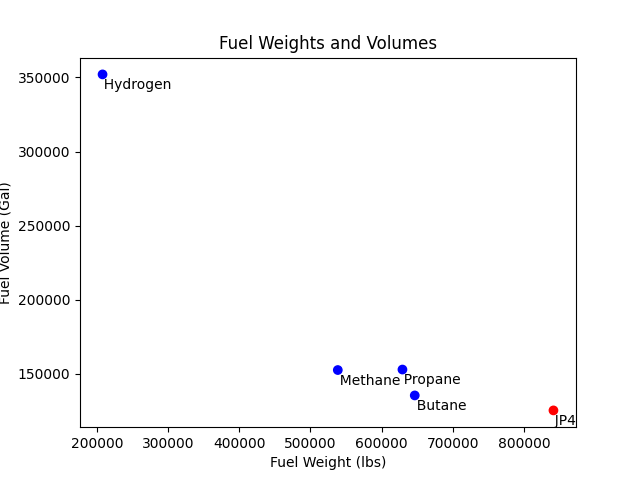 Fuel Weights and Volumes
350000
300000
250000
200000
150000
Fuel Volume (Gal)
Hydrogen
Methane
Propane
Butane
JP4
200000
300000
400000
500000
600000
700000
800000
Fuel Weight (lbs)